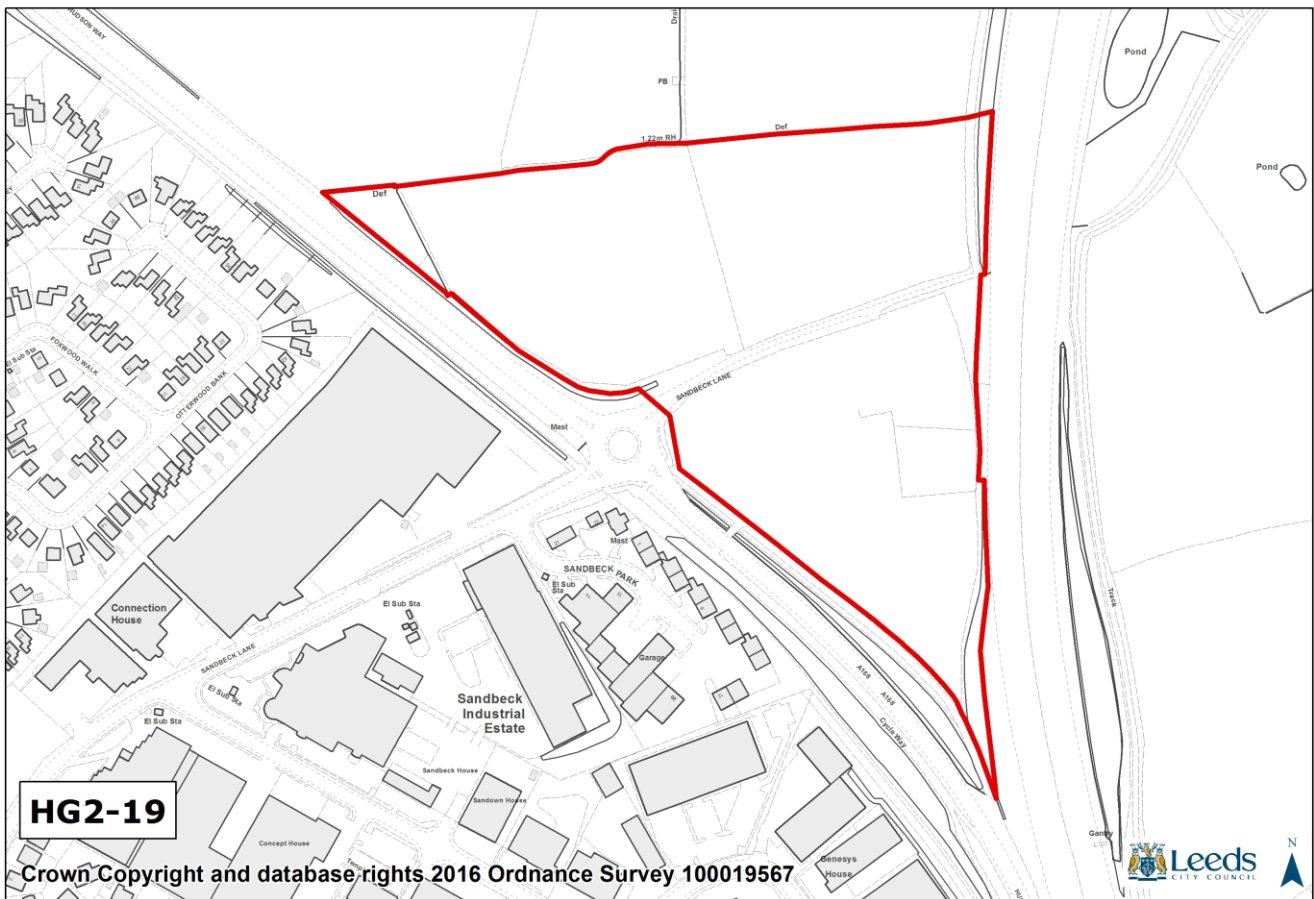 HUDSON WAY
Drai
Pond
FB
1.22m RH
Def
Pond
Def
El Sub Sta
FOXWOOD WALK
OTTERWOOD BANK
SANDBECK LANE
Mast
Mast
SANDBECK PARK
El Sub
Sta
El Sub Sta
Connection
House
Garage
Track
SANDBECK LANE
A168
A168
El Sub Sta
Sandbeck
Industrial
Estate
Cycle Way
El Sub Sta
Sandbeck House
HG2-19
Sandown House
Concept House
Gantry
N
Genesys
House
Leeds
CITY COUNCIL
Crown Copyright and database rights 2016 Ordnance Survey 100019567